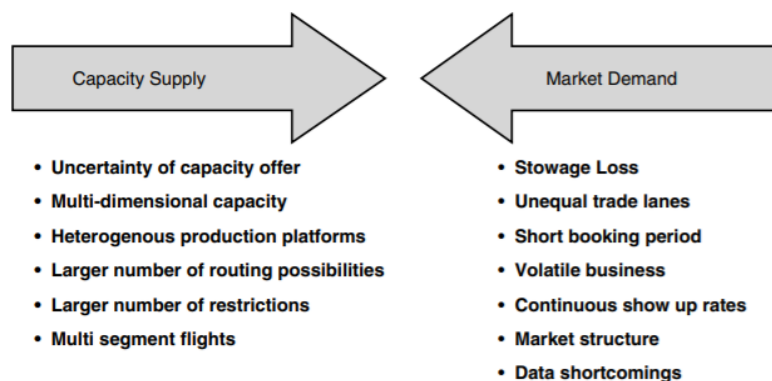 Capacity Supply
Market Demand
• Uncertainty of capacity offer
• Multi-dimensional capacity
• Heterogenous production platforms
• Larger number of routing possibilities
• Larger number of restrictions
• Multi segment flights
• Stowage Loss
• Unequal trade lanes
• Short booking period
• Volatile business
• Continuous show up rates
• Market structure
• Data shortcomings